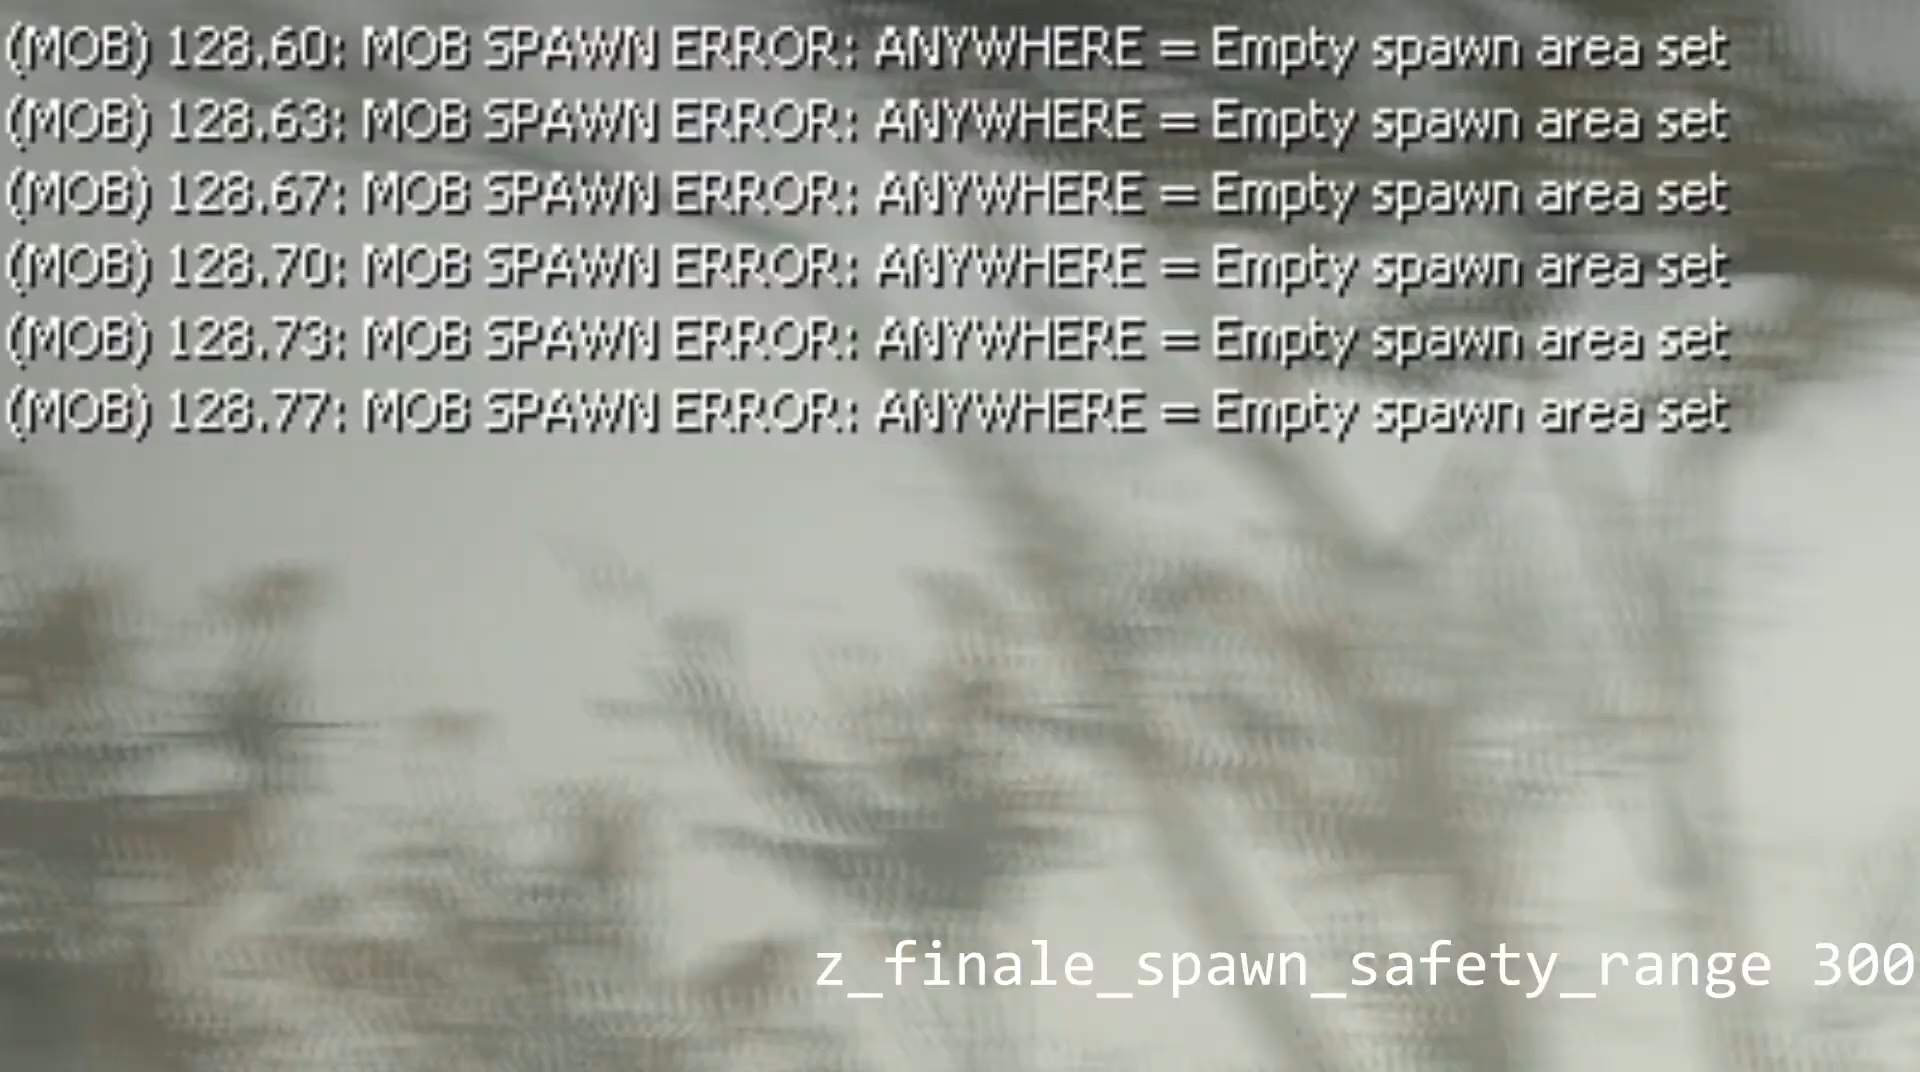 (MOB) 128.60: MOB SPAWN ERROR: ANYWHERE = Empty spawn area set
(MOB) 128.63: MOB SPAWN ERROR: ANYWHERE = Empty spawn area set
(MOB) 128.67: MOB SPAWN ERROR: ANYWHERE = Empty spawn area set
(MOB) 128.70: MOB SPAWN ERROR: ANYWHERE = Empty spawn area set
(MOB) 128.73: MOB SPAWN ERROR: ANYWHERE = Empty spawn area set
(MOB) 128.77: MOB SPAWN ERROR: ANYWHERE = Empty spawn area set
z_finale_spawn_safety_range 300